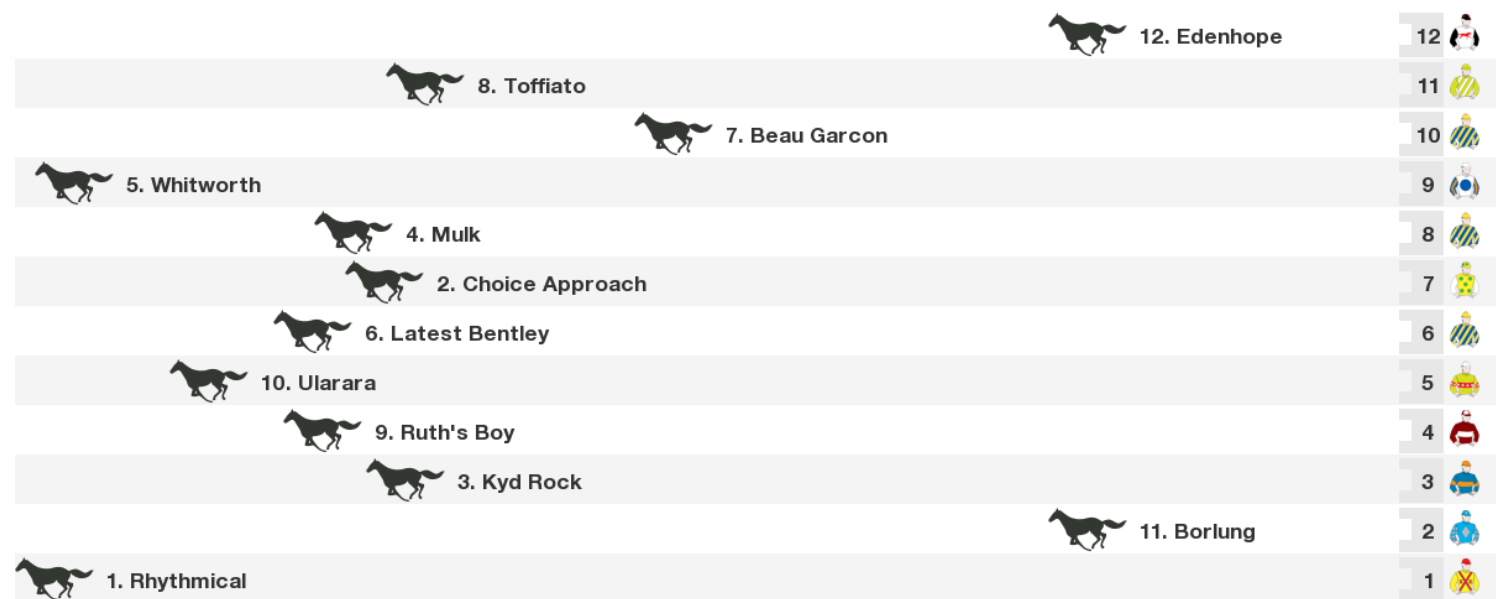 12. Edenhope 12
8. Toffiato 11
7. Beau Garcon 10
5. Whitworth 9
4. Mulk 8
2. Choice Approach 7
6. Latest Bentley 6
10. Ularara 5
9. Ruth's Boy 4
3. Kyd Rock 3
11. Borlung 2
1. Rhythmical 1